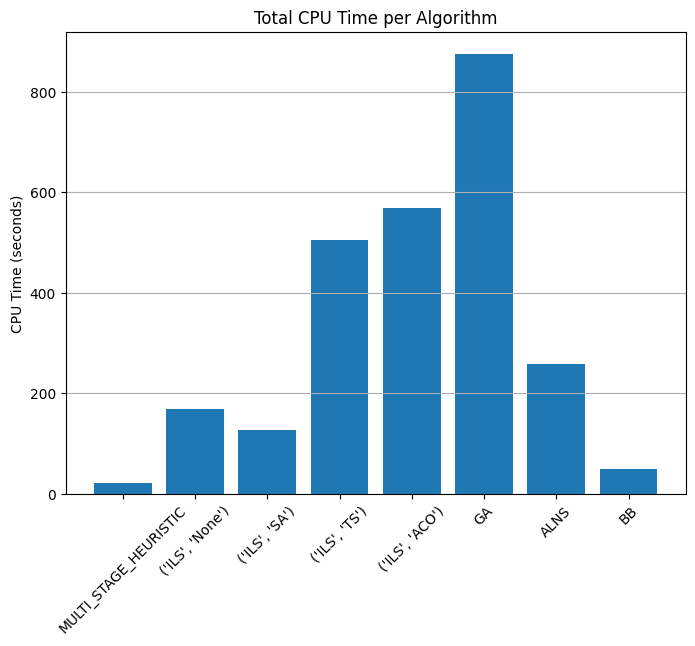 Total CPU Time per Algorithm
CPU Time (seconds)
800
600
400
200
0
MULTI_STAGE_HEURISTIC
('ILS', 'None')
('ILS', 'SA')
('ILS', 'TS')
('ILS', 'ACO')
GA
ALNS
BB